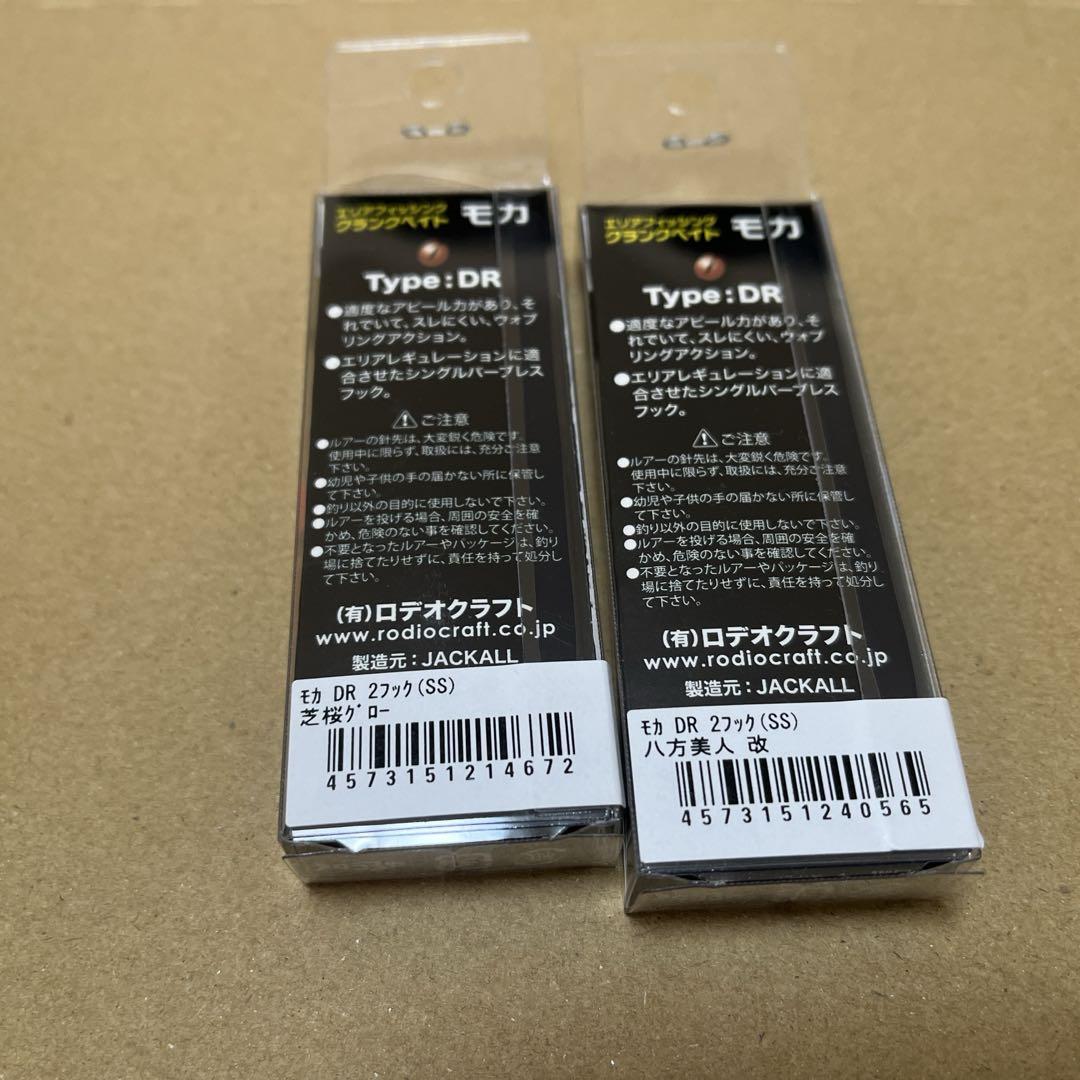 エリアフィッシング
クランクベイト モカ
Type:DR
●適度なアピール力があり、そ
れでいて、スレにくい、ウォブ
リングアクション。
●エリアレギュレーションに適
合させたシングルバーブレス
フック。
⚠ご注意
●ルアーの針先は、大変鋭く危険です。
使用中に限らず、取扱には、充分ご注意
下さい。
●幼児や子供の手の届かない所に保管し
て下さい。
●釣り以外の目的に使用しないで下さい。
●ルアーを投げる場合、周囲の安全を確
かめ、危険のない事を確認してください。
●不要となったルアーやパッケージは、釣り
場に捨てたりせずに、責任を持って処分し
て下さい。
(有)ロデオクラフト
www.rodiocraft.co.jp
製造元:JACKALL
ﾓｶ DR 2ﾌｯｸ(SS)
芝桜ｸﾞﾛｰ
4573151214672
エリアフィッシング
クランクベイト モカ
Type:DR
●適度なアピール力があり、そ
れでいて、スレにくい、ウォブ
リングアクション。
●エリアレギュレーションに適
合させたシングルバーブレス
フック。
⚠ご注意
●ルアーの針先は、大変鋭く危険です。
使用中に限らず、取扱には、充分ご注意
下さい。
●幼児や子供の手の届かない所に保管し
て下さい。
●釣り以外の目的に使用しないで下さい。
●ルアーを投げる場合、周囲の安全を確
かめ、危険のない事を確認してください。
●不要となったルアーやパッケージは、釣り
場に捨てたりせずに、責任を持って処分し
て下さい。
(有)ロデオクラフト
www.rodiocraft.co.jp
製造元:JACKALL
ﾓｶ DR 2ﾌｯｸ(SS)
八方美人 改
4573151240565